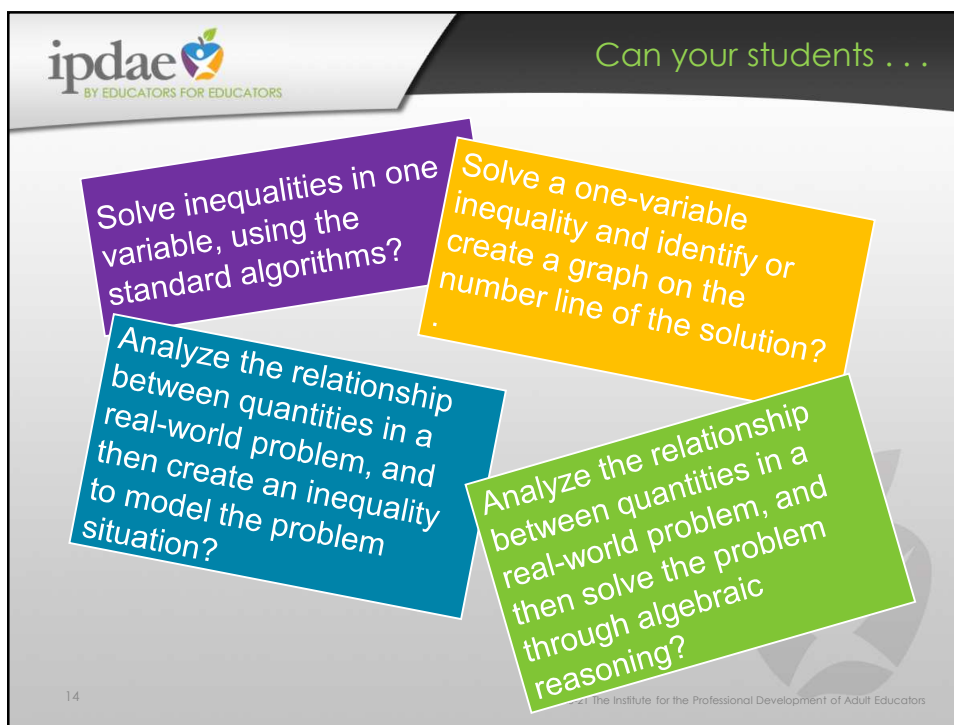 ipdae
BY EDUCATORS FOR EDUCATORS
Can your students . . .
Solve inequalities in one
variable, using the
standard algorithms?
Solve a one-variable
inequality and identify or
create a graph on the
number line of the solution?
.
Analyze the relationship
between quantities in a
real-world problem, and
then create an inequality
to model the problem
situation?
Analyze the relationship
between quantities in a
real-world problem, and
then solve the problem
through algebraic
reasoning?
14
21 The Institute for the Professional Development of Adult Educators